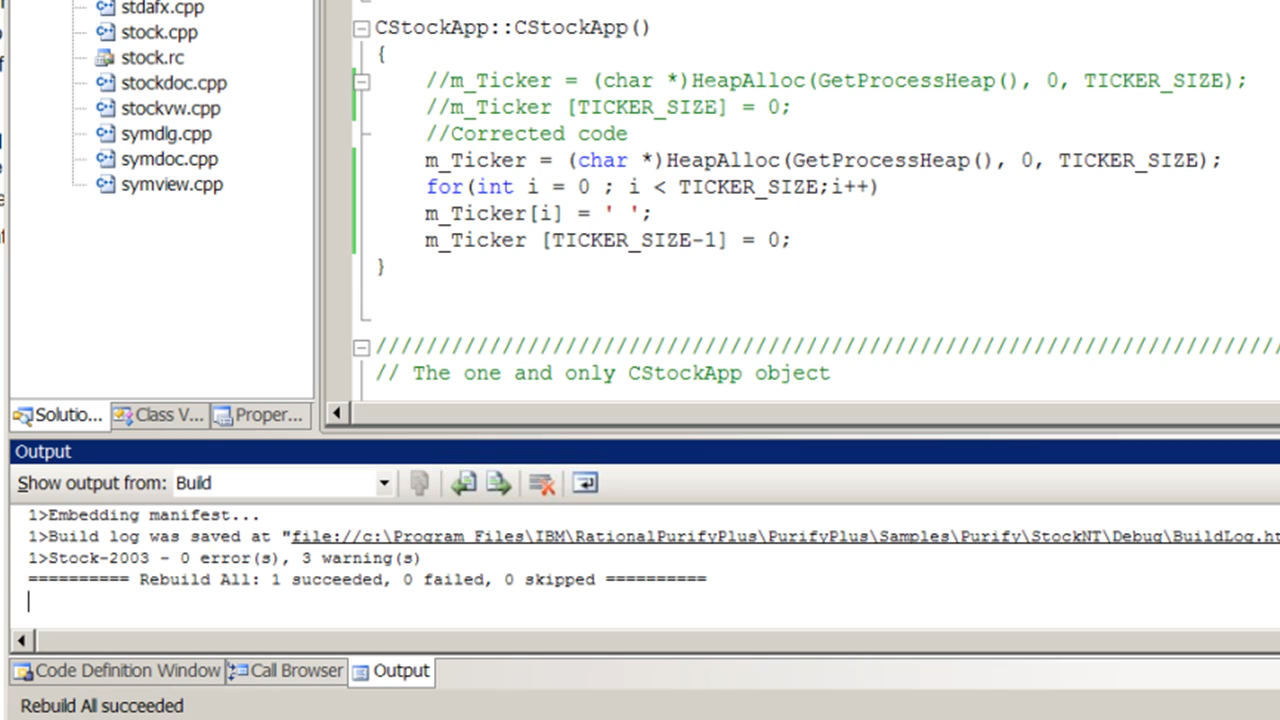 stdafx.cpp
stock.cpp
stock.rc
stockdoc.cpp
stockvw.cpp
symdlg.cpp
symdoc.cpp
symview.cpp
Solutio... Class V... Proper...
CStockApp::CStockApp()
{
//m_Ticker = (char *)HeapAlloc(GetProcessHeap(), 0, TICKER_SIZE);
//m_Ticker [TICKER_SIZE] = 0;
//Corrected code
m_Ticker = (char *)HeapAlloc(GetProcessHeap(), 0, TICKER_SIZE);
for(int i = 0 ; i < TICKER_SIZE;i++)
m_Ticker[i] = ' ';
m_Ticker [TICKER_SIZE-1] = 0;
}
////////////////////////////////////////////////////////////////////////
// The one and only CStockApp object
Output
Show output from: Build
1>Embedding manifest...
1>Build log was saved at "file://c:\Program Files\IBM\RationalPurifyPlus\PurifyPlus\Samples\Purify\StockNT\Debug\BuildLog.ht
1>Stock-2003 - 0 error(s), 3 warning(s)
========== Rebuild All: 1 succeeded, 0 failed, 0 skipped ==========
Code Definition Window Call Browser Output
Rebuild All succeeded